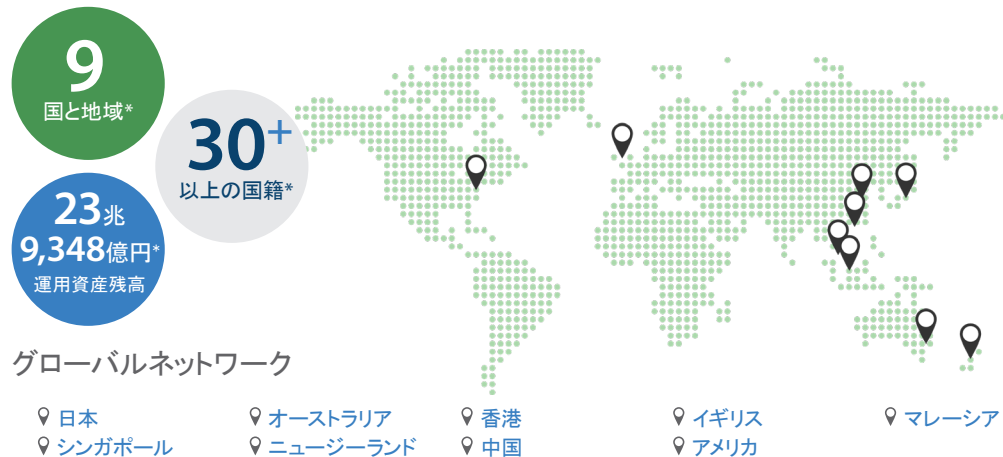 9
国と地域*
30+
以上の国籍*
23兆
9,348億円*
運用資産残高
グローバルネットワーク
日本 オーストラリア 香港 イギリス マレーシア
シンガポール ニュージーランド 中国 アメリカ